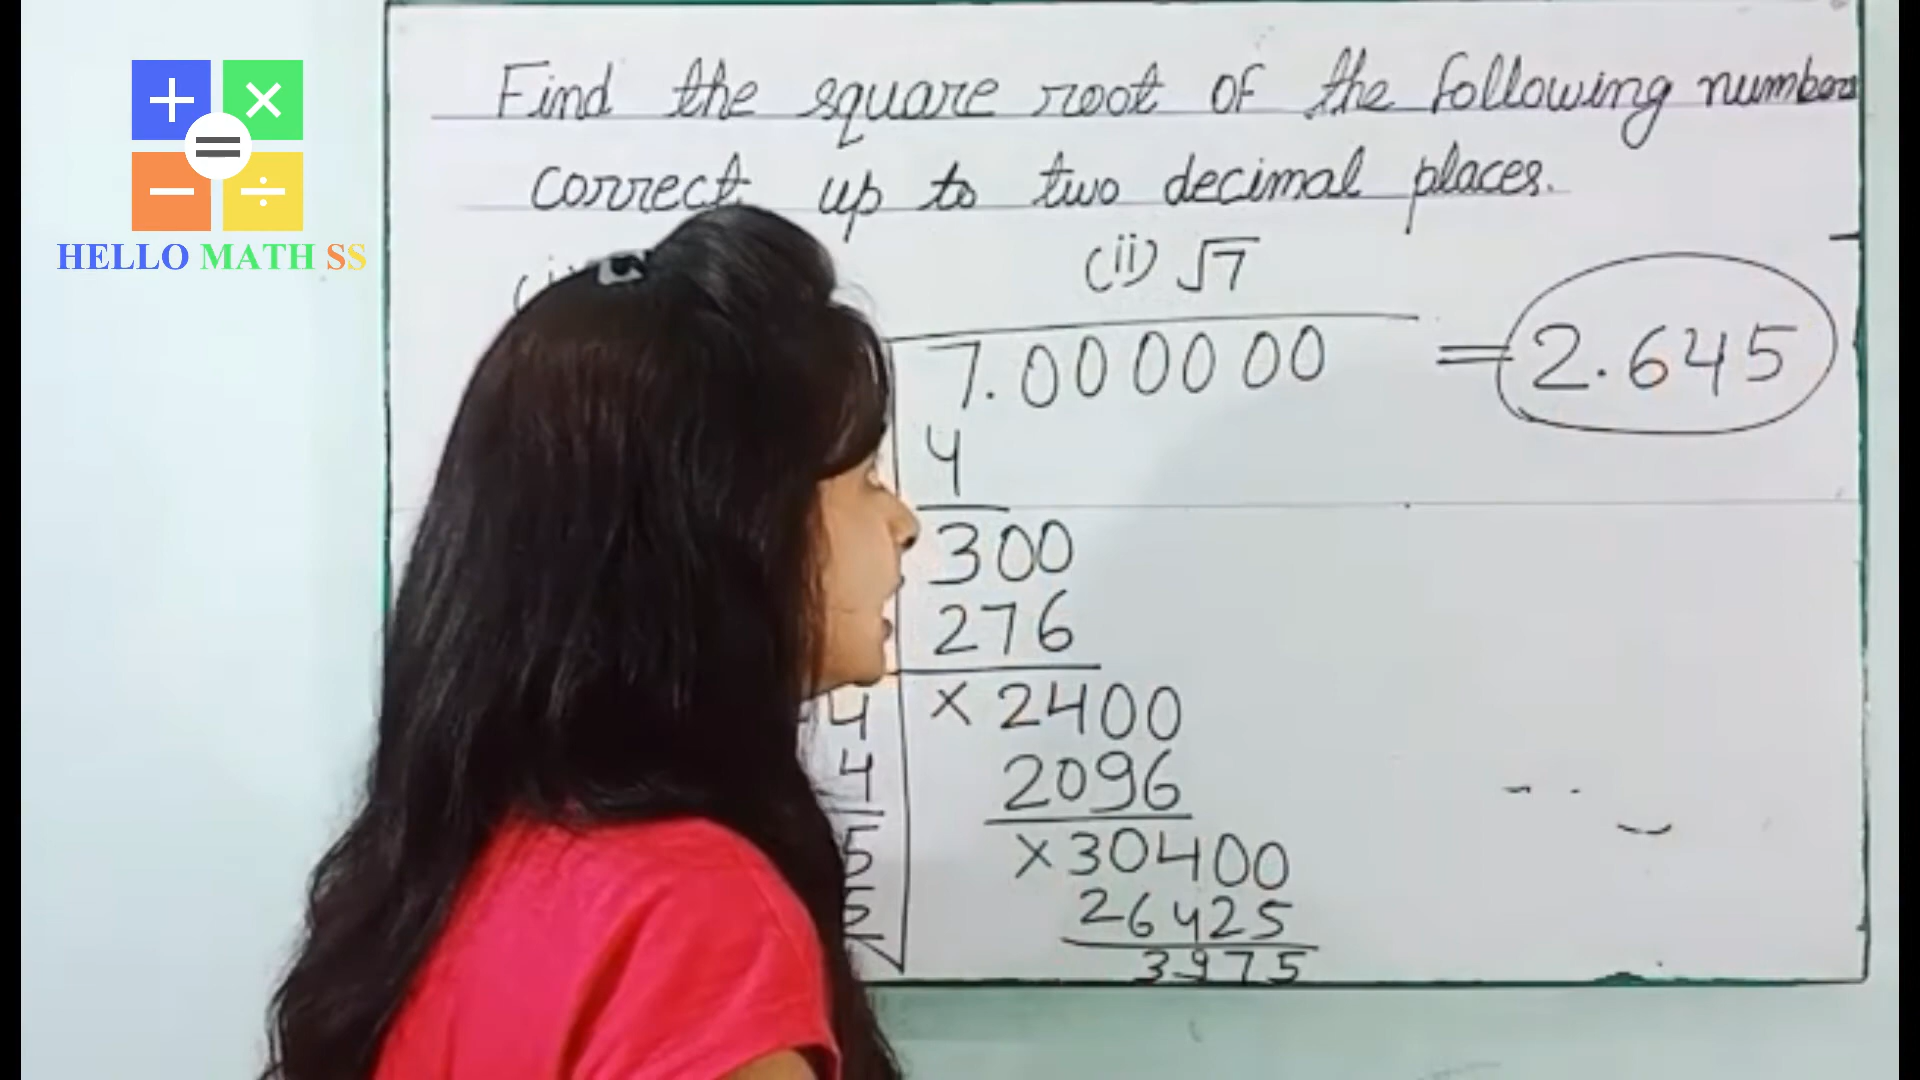 + ×
=
− ÷
HELLO MATH SS
Find the square root of the following numbers
correct up to two decimal places.
(ii) √7
7.000000 = 2.645
4
300
276
4 × 2400
4 2096
5 × 30400
26425
3975